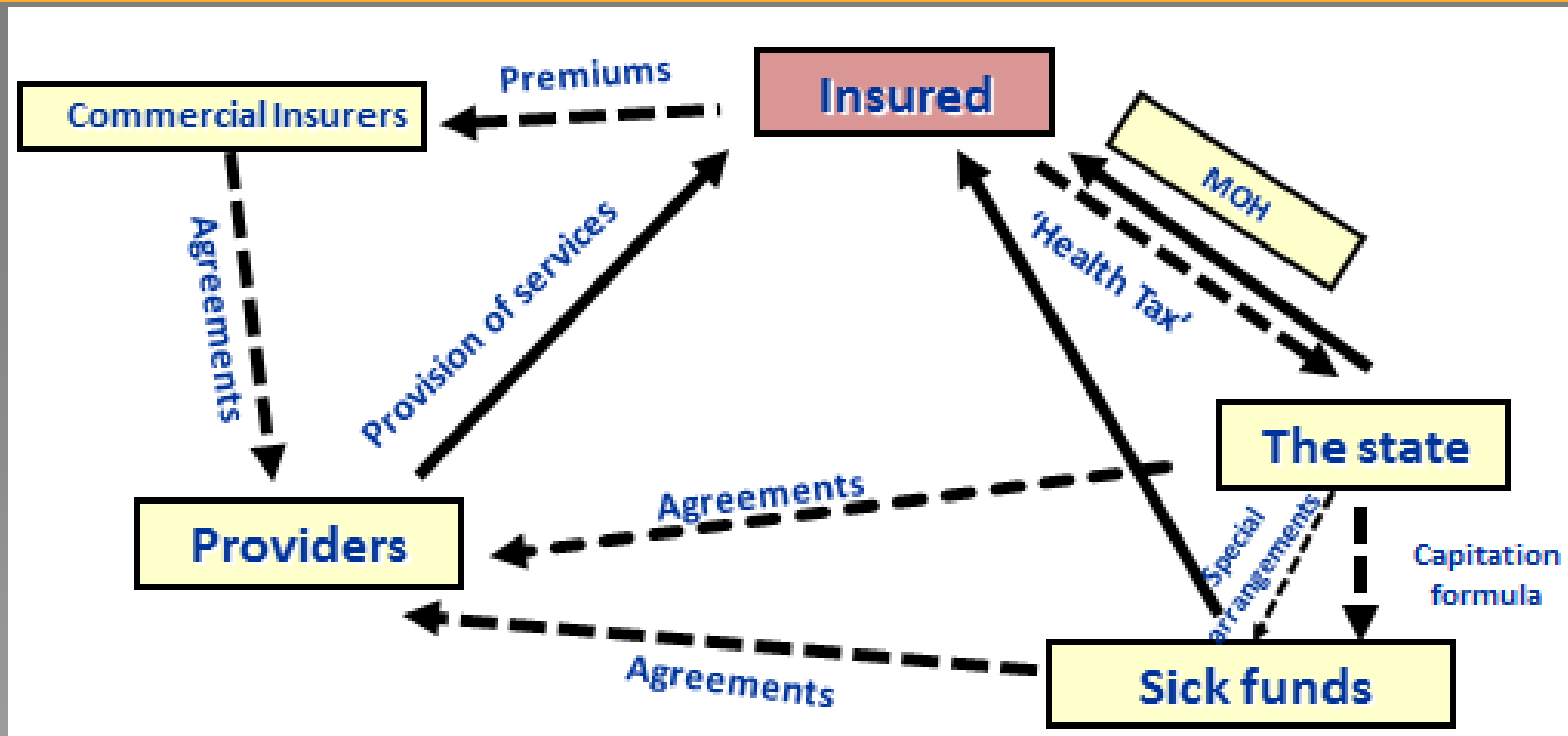 Premiums
Insured
Commercial Insurers
MOH
Agreements
Provision of services
‘Health Tax’
The state
Agreements
Special
arrangements
Capitation
formula
Providers
Agreements
Sick funds